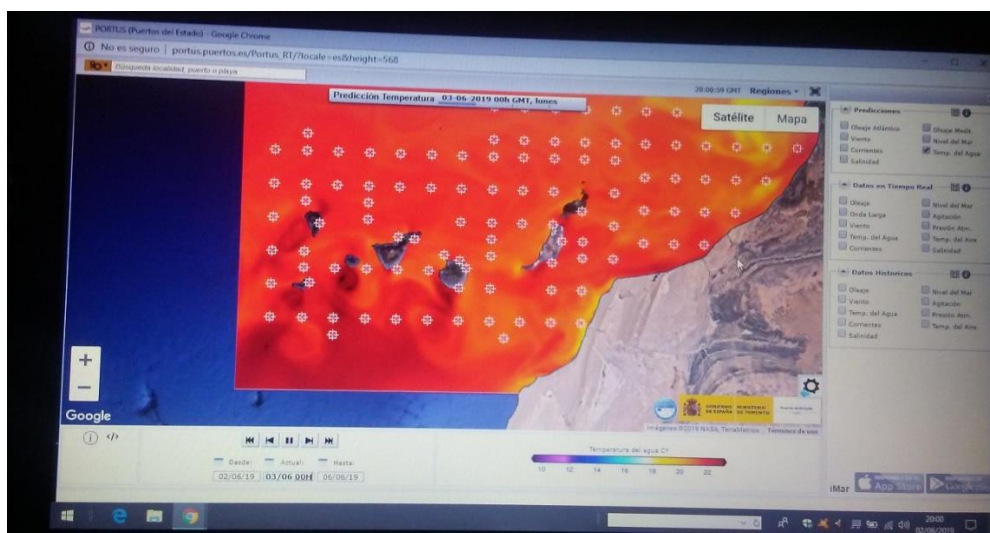 PORTUS (Puertos del Estado) - Google Chrome
No es seguro | portus.puertos.es/Portus_RT/?locale=es&height=568
Búsqueda localidad, puerto o playa
20:00:59 GMT Regiones
Predicción Temperatura 03-06-2019 00h GMT, lunes
Satélite Mapa
Predicciones
Oleaje Atlántico Oleaje Medit.
Viento Nivel del Mar
Corrientes Temp. del Agua
Salinidad
Datos en Tiempo Real
Oleaje Nivel del Mar
Onda Larga Agitación
Viento Presión Atm.
Temp. del Agua Temp. del Aire
Corrientes Salinidad
Datos Historicos
Oleaje Nivel del Mar
Viento Agitación
Temp. del Agua Presión Atm.
Corrientes Temp. del Aire
Salinidad
+
−
Google
GOBIERNO MINISTERIO
DE ESPAÑA DE FOMENTO
Imágenes ©2019 NASA, TerraMetrics Términos de uso
Desde: Actual: Hasta:
02/06/19 03/06 00H 06/06/19
Temperatura del agua Cº
10 12 14 16 18 20 22
iMar App Store
20:00
02/06/2019